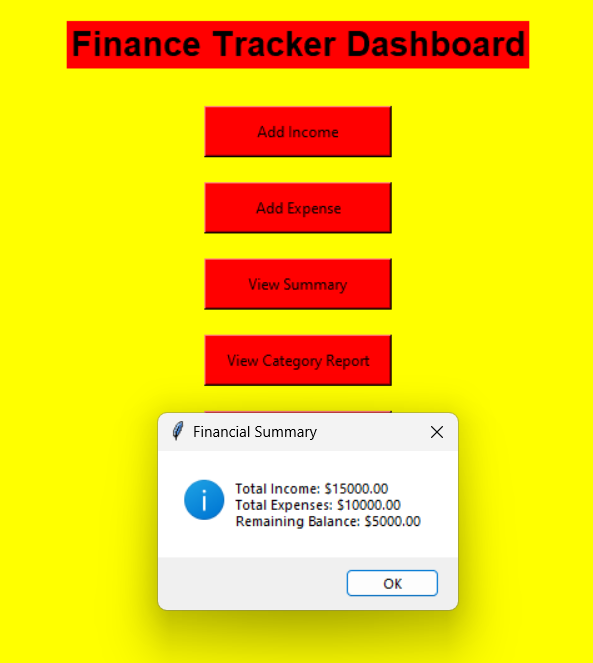 Finance Tracker Dashboard
Add Income
Add Expense
View Summary
View Category Report
Financial Summary
Total Income: $15000.00
Total Expenses: $10000.00
Remaining Balance: $5000.00
OK